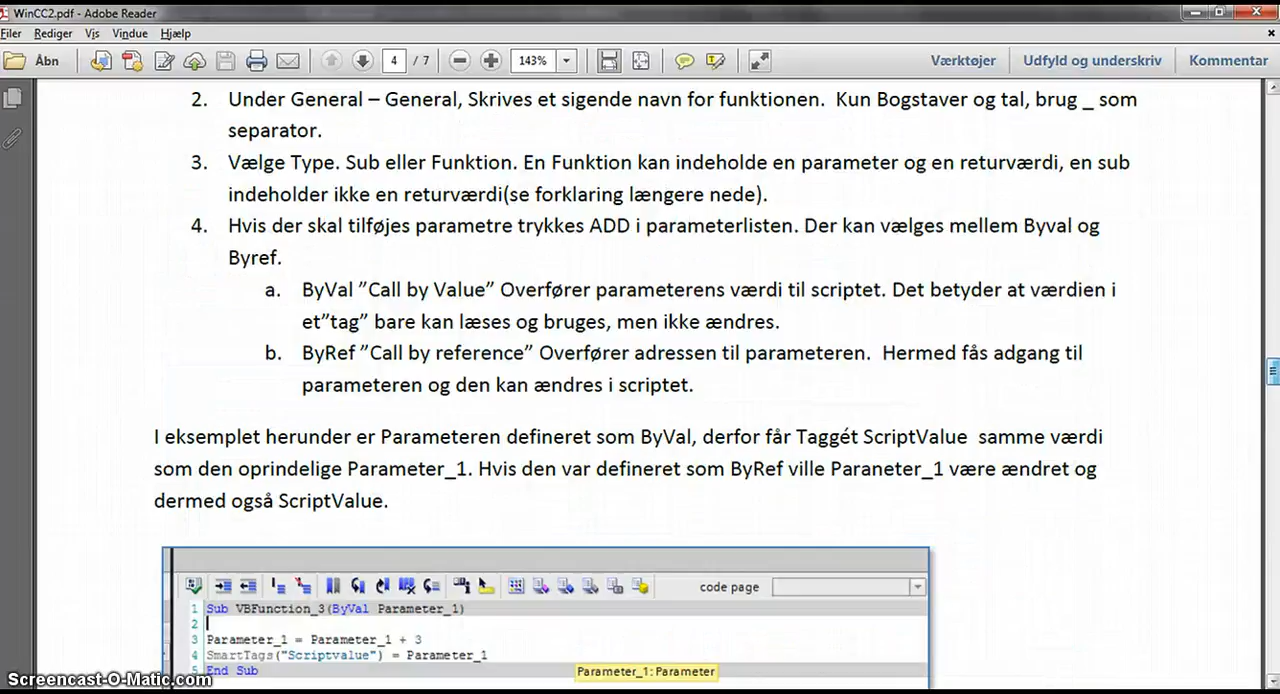 WinCC2.pdf - Adobe Reader
Filer Rediger Vis Vindue Hjælp
Åbn 4 / 7 143% Værktøjer Udfyld og underskriv Kommentar
2. Under General – General, Skrives et sigende navn for funktionen. Kun Bogstaver og tal, brug _ som
separator.
3. Vælge Type. Sub eller Funktion. En Funktion kan indeholde en parameter og en returværdi, en sub
indeholder ikke en returværdi(se forklaring længere nede).
4. Hvis der skal tilføjes parametre trykkes ADD i parameterlisten. Der kan vælges mellem Byval og
Byref.
a. ByVal ”Call by Value” Overfører parameterens værdi til scriptet. Det betyder at værdien i
et”tag” bare kan læses og bruges, men ikke ændres.
b. ByRef ”Call by reference” Overfører adressen til parameteren. Hermed fås adgang til
parameteren og den kan ændres i scriptet.
I eksemplet herunder er Parameteren defineret som ByVal, derfor får Taggét ScriptValue samme værdi
som den oprindelige Parameter_1. Hvis den var defineret som ByRef ville Paraneter_1 være ændret og
dermed også ScriptValue.
code page
1 Sub VBFunction_3(ByVal Parameter_1)
2
3 Parameter_1 = Parameter_1 + 3
4 SmartTags("Scriptvalue") = Parameter_1
5 End Sub
Parameter_1: Parameter
Screencast-O-Matic.com